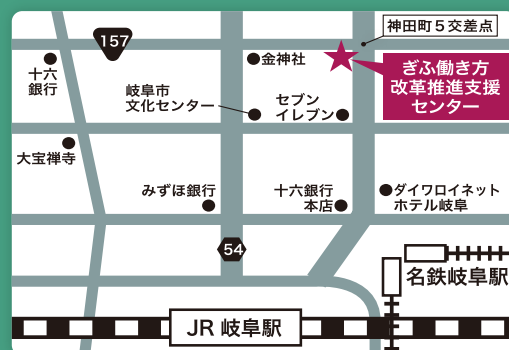 神田町５交差点
157
金神社
十六
銀行
ぎふ働き方
改革推進支援
センター
岐阜市
文化センター
セブン
イレブン
大宝禅寺
みずほ銀行
十六銀行
本店
ダイワロイネット
ホテル岐阜
54
名鉄岐阜駅
JR 岐阜駅